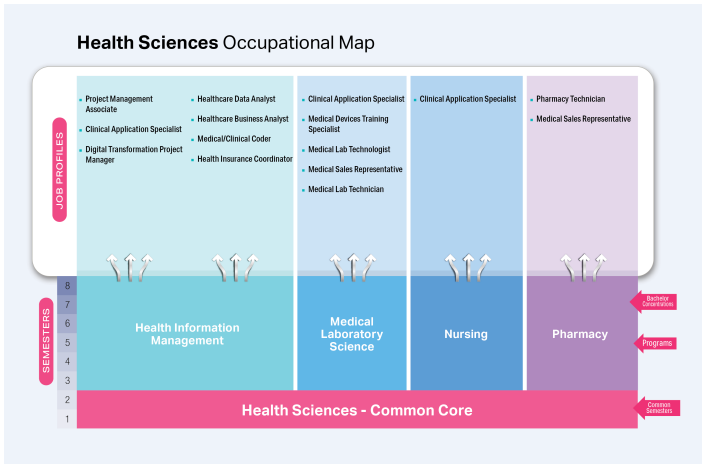 Health Sciences Occupational Map
JOB PROFILES
Project Management
Associate
Clinical Application Specialist
Digital Transformation Project
Manager
Healthcare Data Analyst
Healthcare Business Analyst
Medical/Clinical Coder
Health Insurance Coordinator
Clinical Application Specialist
Medical Devices Training
Specialist
Medical Lab Technologist
Medical Sales Representative
Medical Lab Technician
Clinical Application Specialist
Pharmacy Technician
Medical Sales Representative
SEMESTERS
8
7
6
5
4
3
2
1
Health Information
Management
Medical
Laboratory
Science
Nursing
Pharmacy
Bachelor
Concentrations
Programs
Health Sciences - Common Core
Common
Semesters